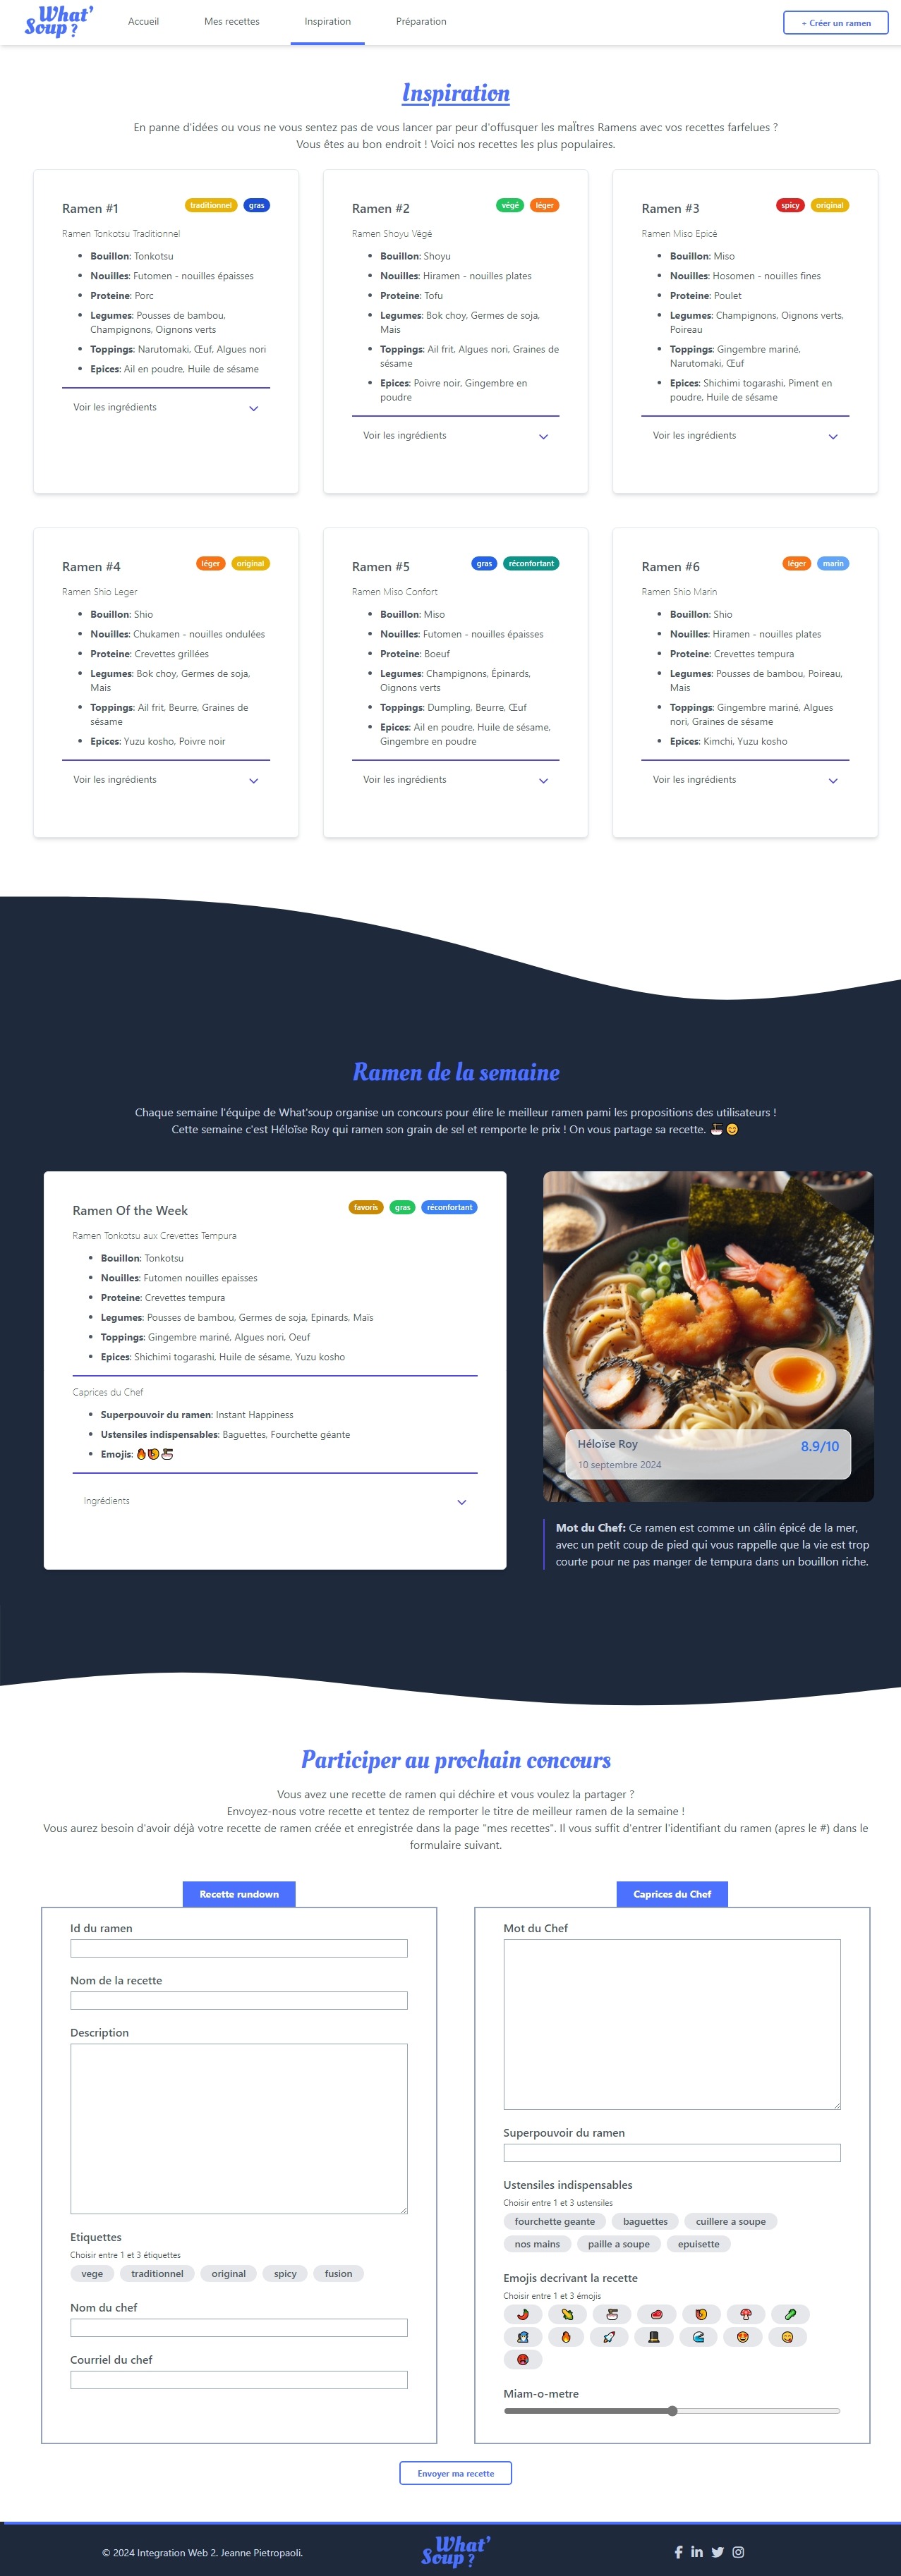 What'
Soup ?
Accueil
Mes recettes
Inspiration
Préparation
+ Créer un ramen
Inspiration
En panne d'idées ou vous ne vous sentez pas de vous lancer par peur d'offusquer les maÎtres Ramens avec vos recettes farfelues ?
Vous êtes au bon endroit ! Voici nos recettes les plus populaires.
Ramen #1
traditionnel
gras
Ramen Tonkotsu Traditionnel
Bouillon: Tonkotsu
Nouilles: Futomen - nouilles épaisses
Proteine: Porc
Legumes: Pousses de bambou,
Champignons, Oignons verts
Toppings: Narutomaki, Œuf, Algues nori
Epices: Ail en poudre, Huile de sésame
Voir les ingrédients
Ramen #2
végé
léger
Ramen Shoyu Végé
Bouillon: Shoyu
Nouilles: Hiramen - nouilles plates
Proteine: Tofu
Legumes: Bok choy, Germes de soja,
Mais
Toppings: Ail frit, Algues nori, Graines de
sésame
Epices: Poivre noir, Gingembre en
poudre
Voir les ingrédients
Ramen #3
spicy
original
Ramen Miso Epicé
Bouillon: Miso
Nouilles: Hosomen - nouilles fines
Proteine: Poulet
Legumes: Champignons, Oignons verts,
Poireau
Toppings: Gingembre mariné,
Narutomaki, Œuf
Epices: Shichimi togarashi, Piment en
poudre, Huile de sésame
Voir les ingrédients
Ramen #4
léger
original
Ramen Shio Leger
Bouillon: Shio
Nouilles: Chukamen - nouilles ondulées
Proteine: Crevettes grillées
Legumes: Bok choy, Germes de soja,
Mais
Toppings: Ail frit, Beurre, Graines de
sésame
Epices: Yuzu kosho, Poivre noir
Voir les ingrédients
Ramen #5
gras
réconfortant
Ramen Miso Confort
Bouillon: Miso
Nouilles: Futomen - nouilles épaisses
Proteine: Boeuf
Legumes: Champignons, Épinards,
Oignons verts
Toppings: Dumpling, Beurre, Œuf
Epices: Ail en poudre, Huile de sésame,
Gingembre en poudre
Voir les ingrédients
Ramen #6
léger
marin
Ramen Shio Marin
Bouillon: Shio
Nouilles: Hiramen - nouilles plates
Proteine: Crevettes tempura
Legumes: Pousses de bambou, Poireau,
Mais
Toppings: Gingembre mariné, Algues
nori, Graines de sésame
Epices: Kimchi, Yuzu kosho
Voir les ingrédients
Ramen de la semaine
Chaque semaine l'équipe de What'soup organise un concours pour élire le meilleur ramen pami les propositions des utilisateurs !
Cette semaine c'est Héloïse Roy qui ramen son grain de sel et remporte le prix ! On vous partage sa recette. 🍜😊
Ramen Of the Week
favoris
gras
réconfortant
Ramen Tonkotsu aux Crevettes Tempura
Bouillon: Tonkotsu
Nouilles: Futomen nouilles epaisses
Proteine: Crevettes tempura
Legumes: Pousses de bambou, Germes de soja, Epinards, Maïs
Toppings: Gingembre mariné, Algues nori, Oeuf
Epices: Shichimi togarashi, Huile de sésame, Yuzu kosho
Caprices du Chef
Superpouvoir du ramen: Instant Happiness
Ustensiles indispensables: Baguettes, Fourchette géante
Emojis: 🔥🍤🍜
Ingrédients
Héloïse Roy
8.9/10
10 septembre 2024
Mot du Chef: Ce ramen est comme un câlin épicé de la mer,
avec un petit coup de pied qui vous rappelle que la vie est trop
courte pour ne pas manger de tempura dans un bouillon riche.
Participer au prochain concours
Vous avez une recette de ramen qui déchire et vous voulez la partager ?
Envoyez-nous votre recette et tentez de remporter le titre de meilleur ramen de la semaine !
Vous aurez besoin d'avoir déjà votre recette de ramen créée et enregistrée dans la page "mes recettes". Il vous suffit d'entrer l'identifiant du ramen (apres le #) dans le
formulaire suivant.
Recette rundown
Id du ramen
Nom de la recette
Description
Etiquettes
Choisir entre 1 et 3 étiquettes
vege
traditionnel
original
spicy
fusion
Nom du chef
Courriel du chef
Caprices du Chef
Mot du Chef
Superpouvoir du ramen
Ustensiles indispensables
Choisir entre 1 et 3 ustensiles
fourchette geante
baguettes
cuillere a soupe
nos mains
paille a soupe
epuisette
Emojis decrivant la recette
Choisir entre 1 et 3 émojis
Miam-o-metre
Envoyer ma recette
© 2024 Integration Web 2. Jeanne Pietropaoli.
What'
Soup ?